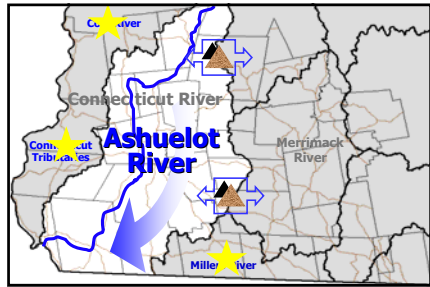 Connecticut River
Ashuelot
River
Connecticut
Tributaries
Merrimack
River
Millers River